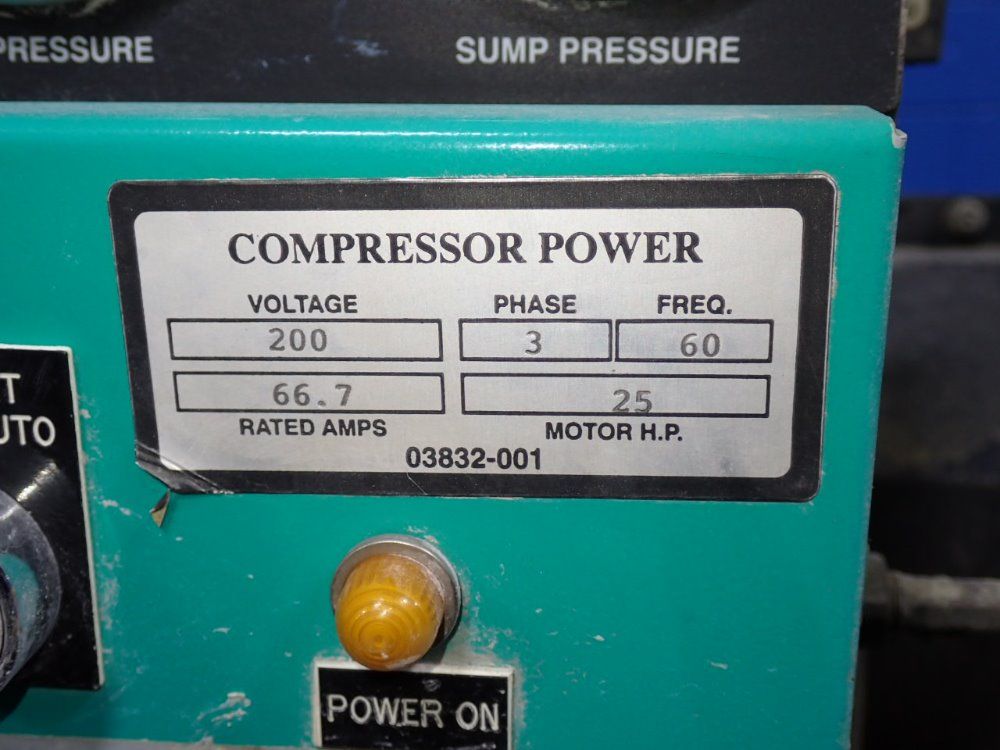 PRESSURE
SUMP PRESSURE
COMPRESSOR POWER
VOLTAGE PHASE FREQ.
200 3 60
66.7 25
RATED AMPS MOTOR H.P.
03832-001
T
UTO
POWER ON